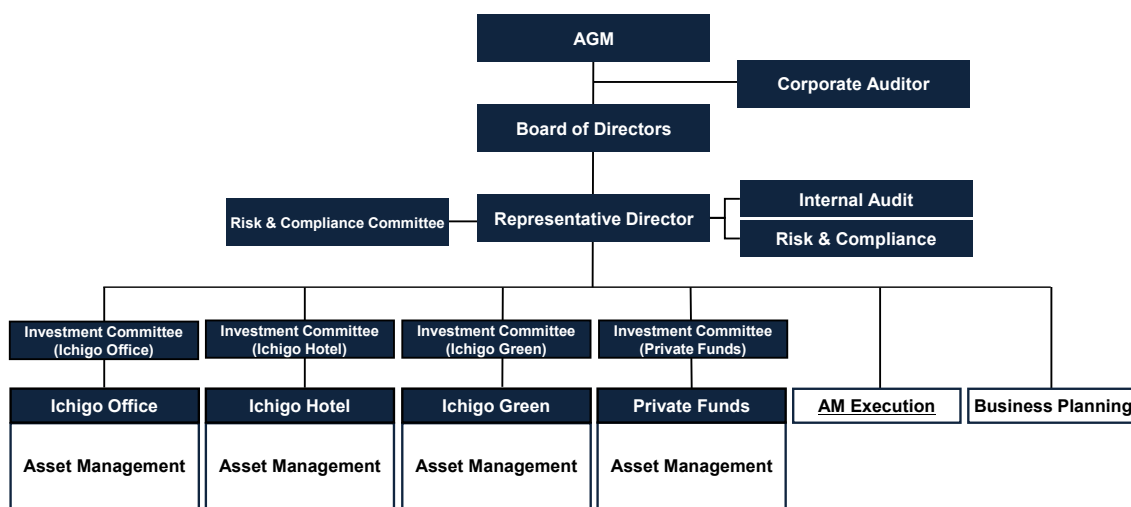 AGM
Corporate Auditor
Board of Directors
Risk & Compliance Committee
Representative Director
Internal Audit
Risk & Compliance
Investment Committee
(Ichigo Office)
Investment Committee
(Ichigo Hotel)
Investment Committee
(Ichigo Green)
Investment Committee
(Private Funds)
Ichigo Office
Asset Management
Ichigo Hotel
Asset Management
Ichigo Green
Asset Management
Private Funds
Asset Management
AM Execution
Business Planning